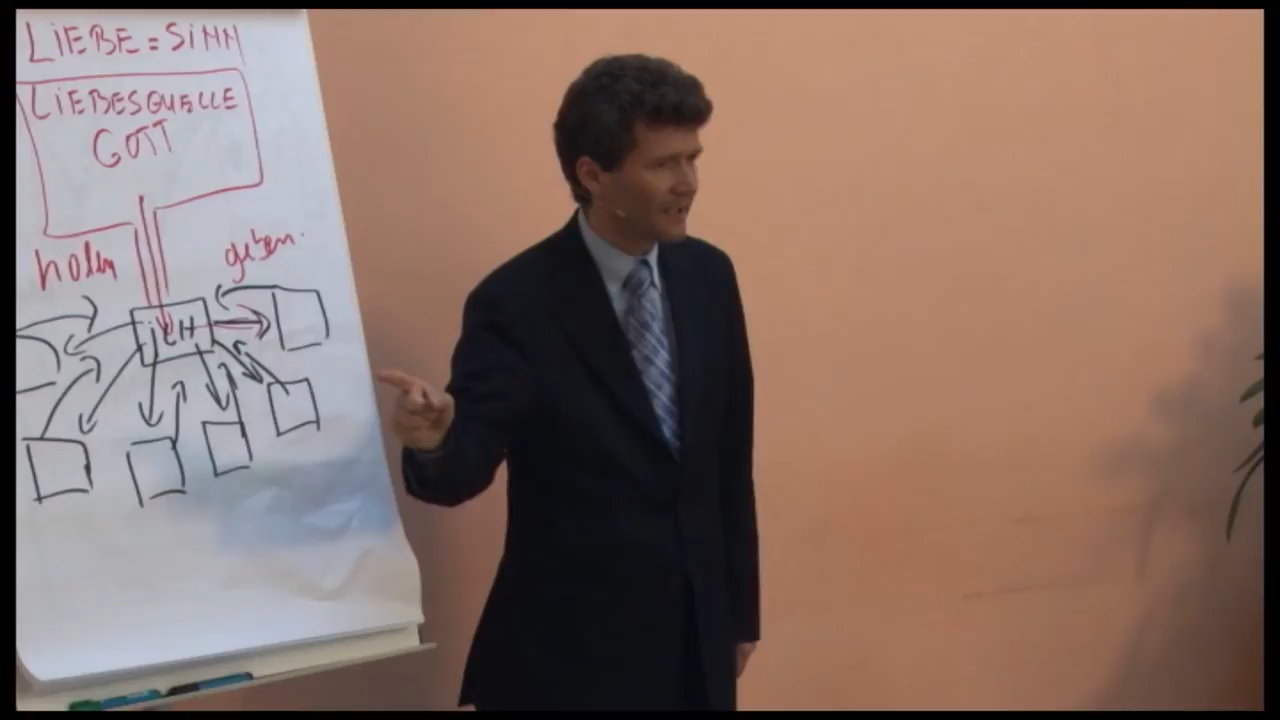 LiEBE = SiNN
LiEBESQUELLE
GOTT
holen
geben.
iCH